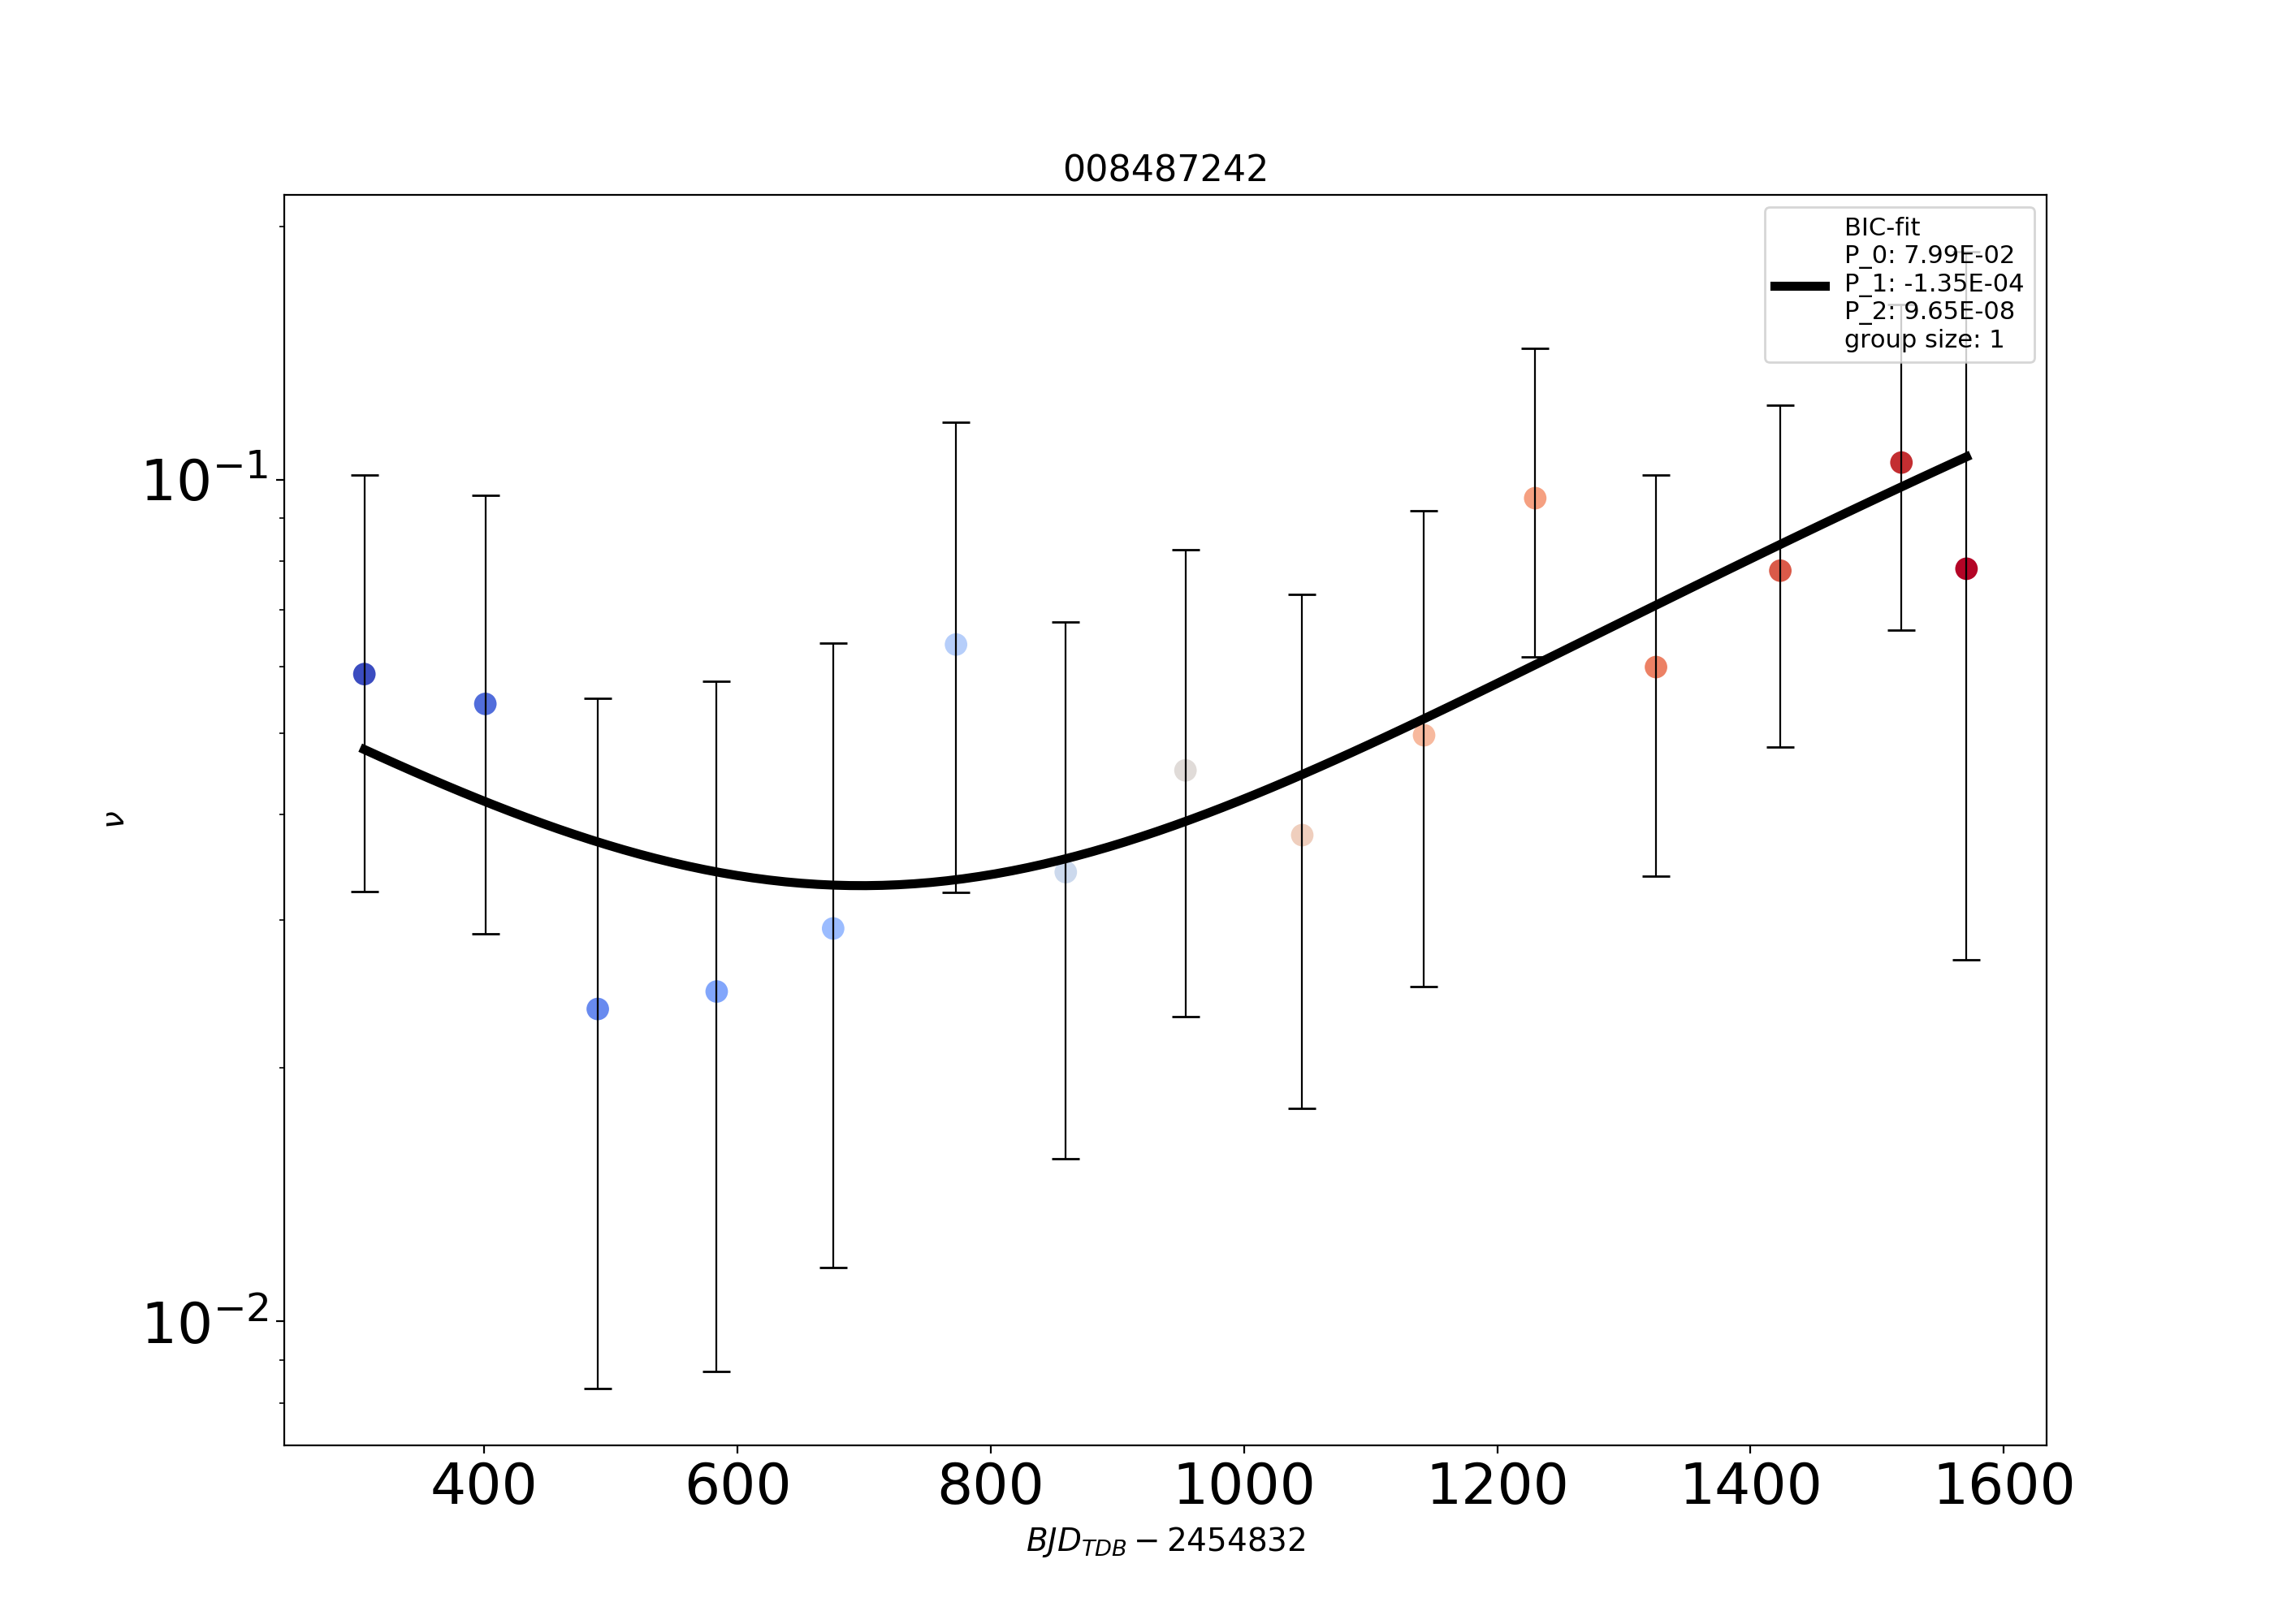 008487242
BIC-fit
P_0: 7.99E-02
P_1: -1.35E-04
P_2: 9.65E-08
group size: 1
10⁻¹
ν
10⁻²
400 600 800 1000 1200 1400 1600
BJD_TDB − 2454832